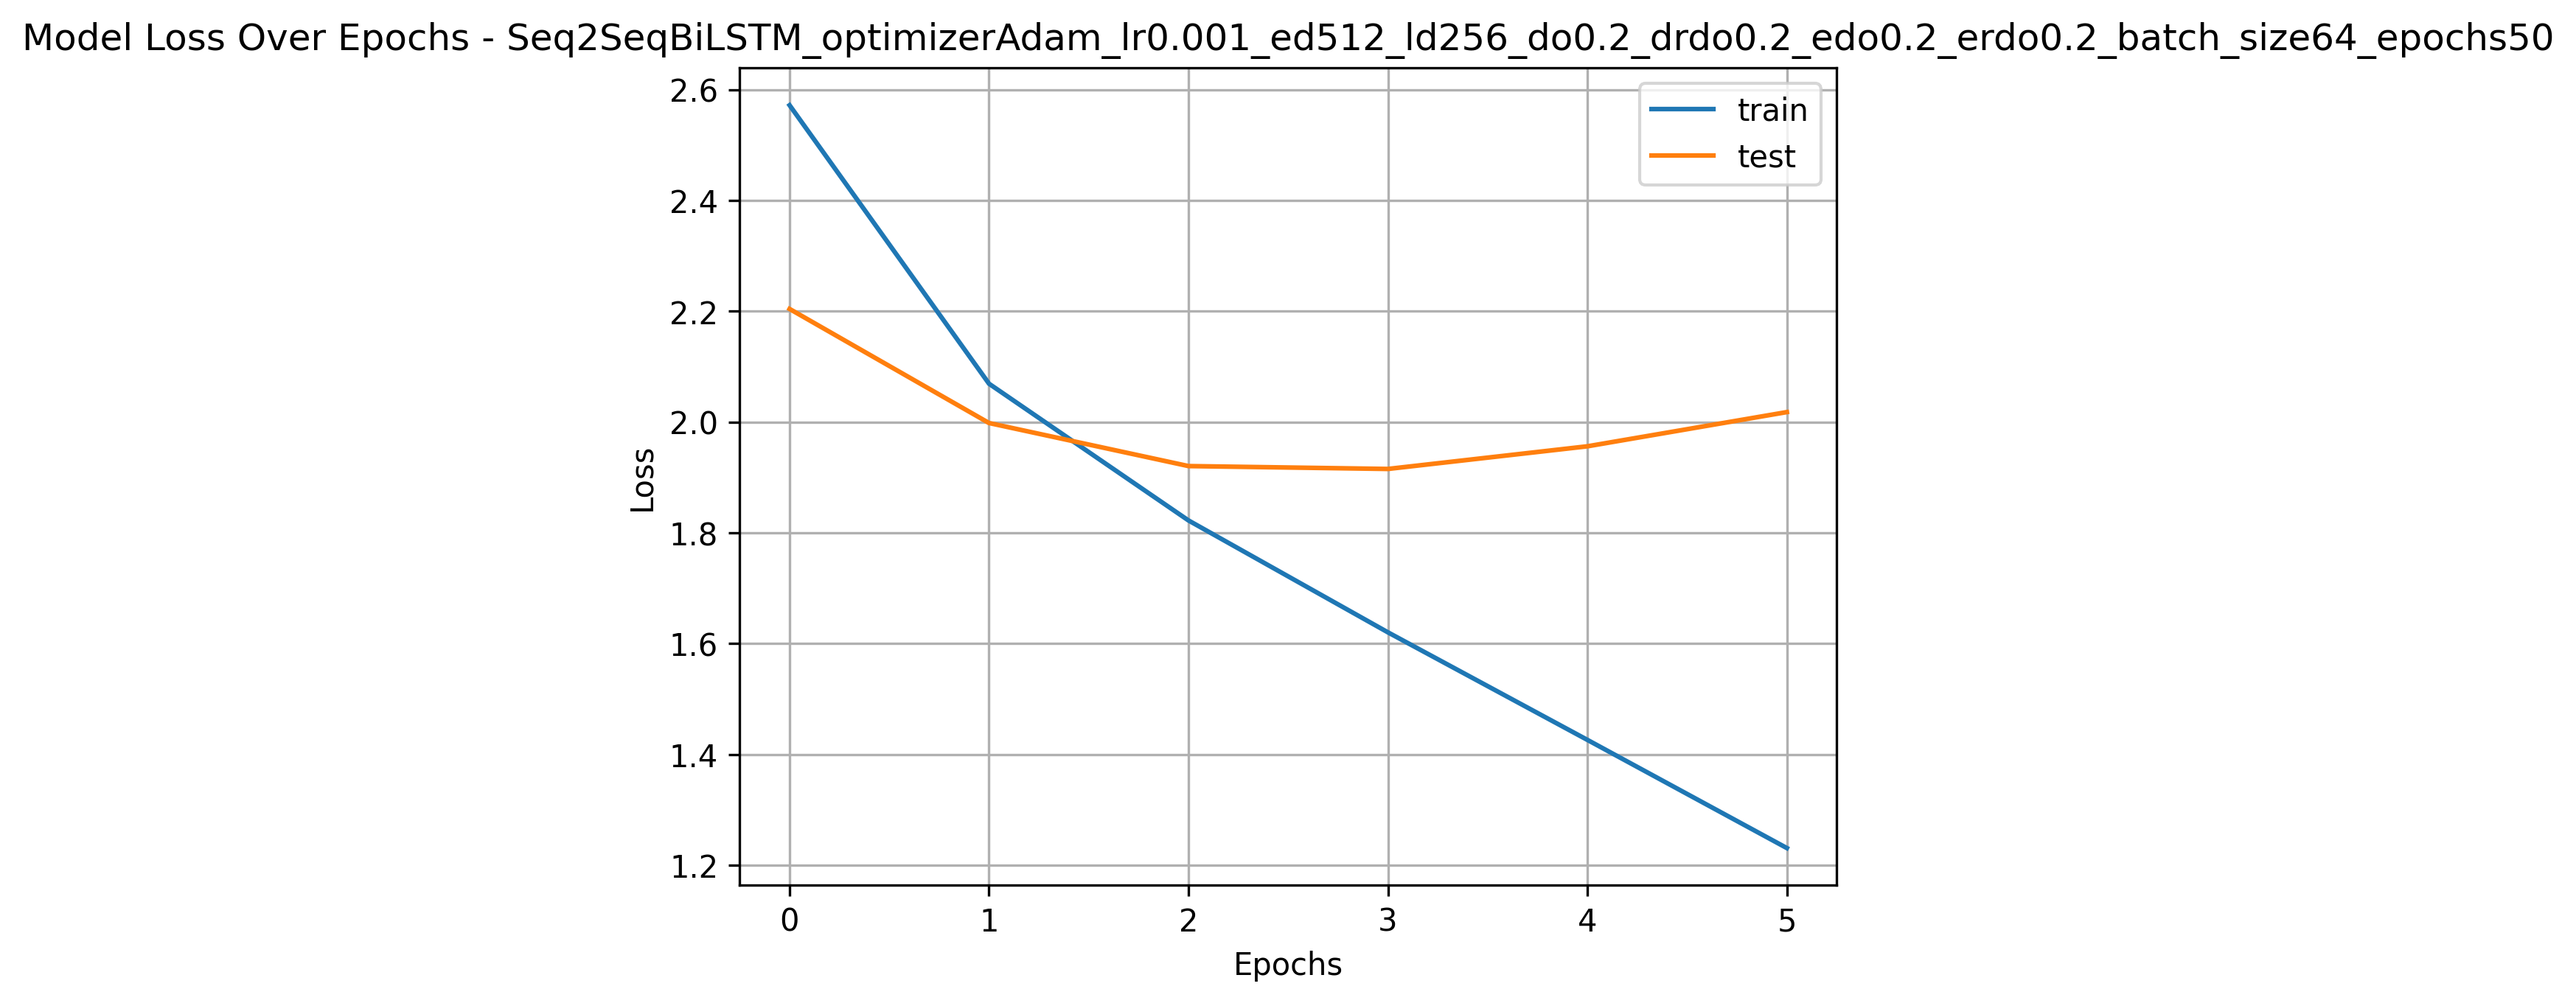 Model Loss Over Epochs - Seq2SeqBiLSTM_optimizerAdam_lr0.001_ed512_ld256_do0.2_drdo0.2_edo0.2_erdo0.2_batch_size64_epochs50
train
test
2.6
2.4
2.2
2.0
1.8
1.6
1.4
1.2
Loss
0 1 2 3 4 5
Epochs